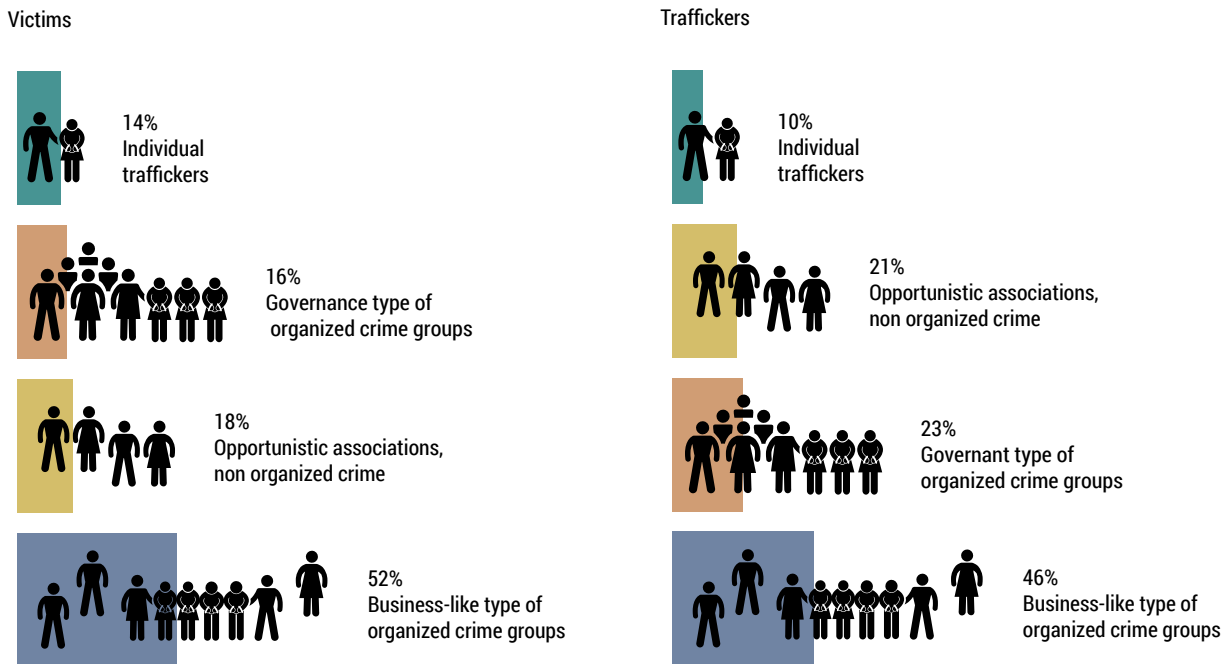 Victims
14%
Individual
traffickers
16%
Governance type of
organized crime groups
18%
Opportunistic associations,
non organized crime
52%
Business-like type of
organized crime groups
Traffickers
10%
Individual
traffickers
21%
Opportunistic associations,
non organized crime
23%
Governant type of
organized crime groups
46%
Business-like type of
organized crime groups